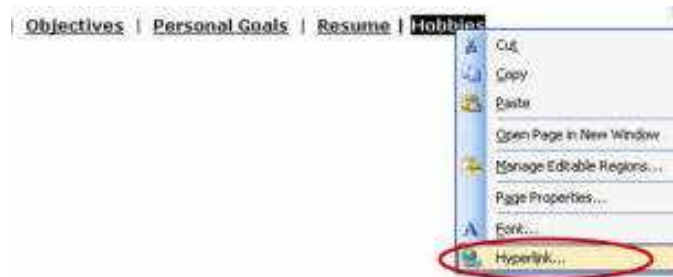 | Objectives | Personal Goals | Resume | Hobbies
Cut
Copy
Paste
Open Page in New Window
Manage Editable Regions...
Page Properties...
Font...
Hyperlink...